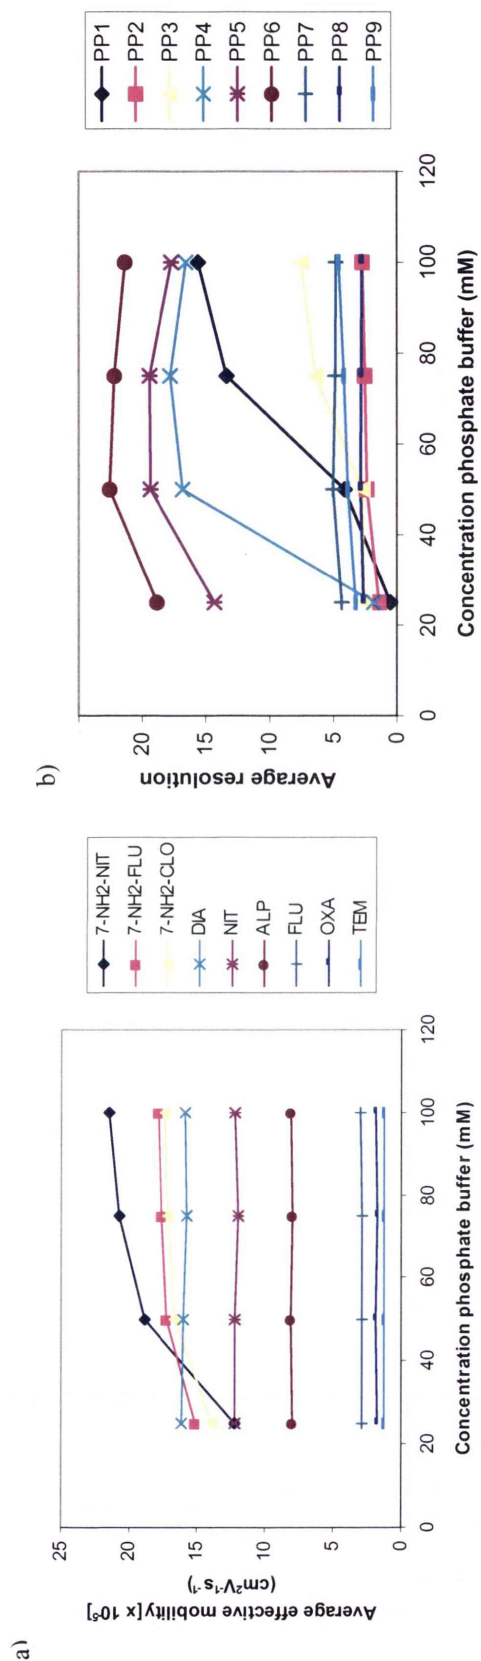 a)
25
20
15
10
5
0
Average effective mobility [x 10⁻⁵]
(cm²V⁻¹s⁻¹)
0
20
40
60
80
100
120
Concentration phosphate buffer (mM)
7-NH2-NIT
7-NH2-FLU
7-NH2-CLO
DIA
NIT
ALP
FLU
OXA
TEM
b)
20
15
10
5
0
Average resolution
0
20
40
60
80
100
120
Concentration phosphate buffer (mM)
PP1
PP2
PP3
PP4
PP5
PP6
PP7
PP8
PP9